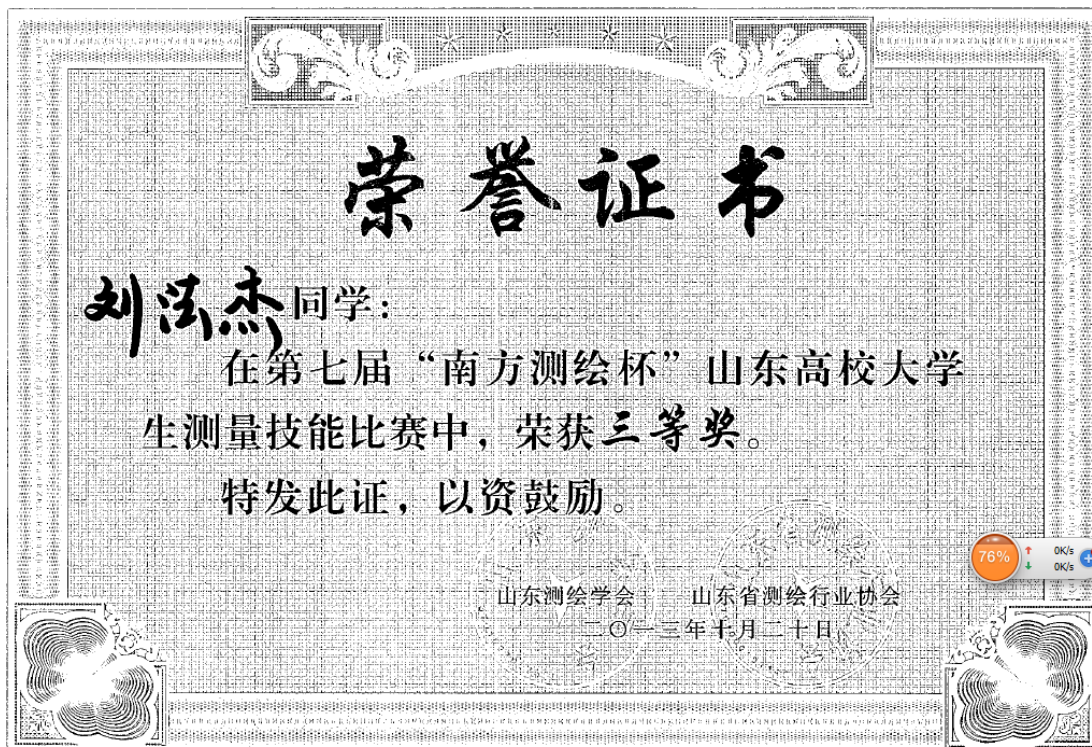 荣誉证书
刘法杰同学：
在第七届“南方测绘杯”山东高校大学
生测量技能比赛中，荣获三等奖。
特发此证，以资鼓励。
山东测绘学会 山东省测绘行业协会
二〇一三年十月二十日
76%
0K/s
0K/s